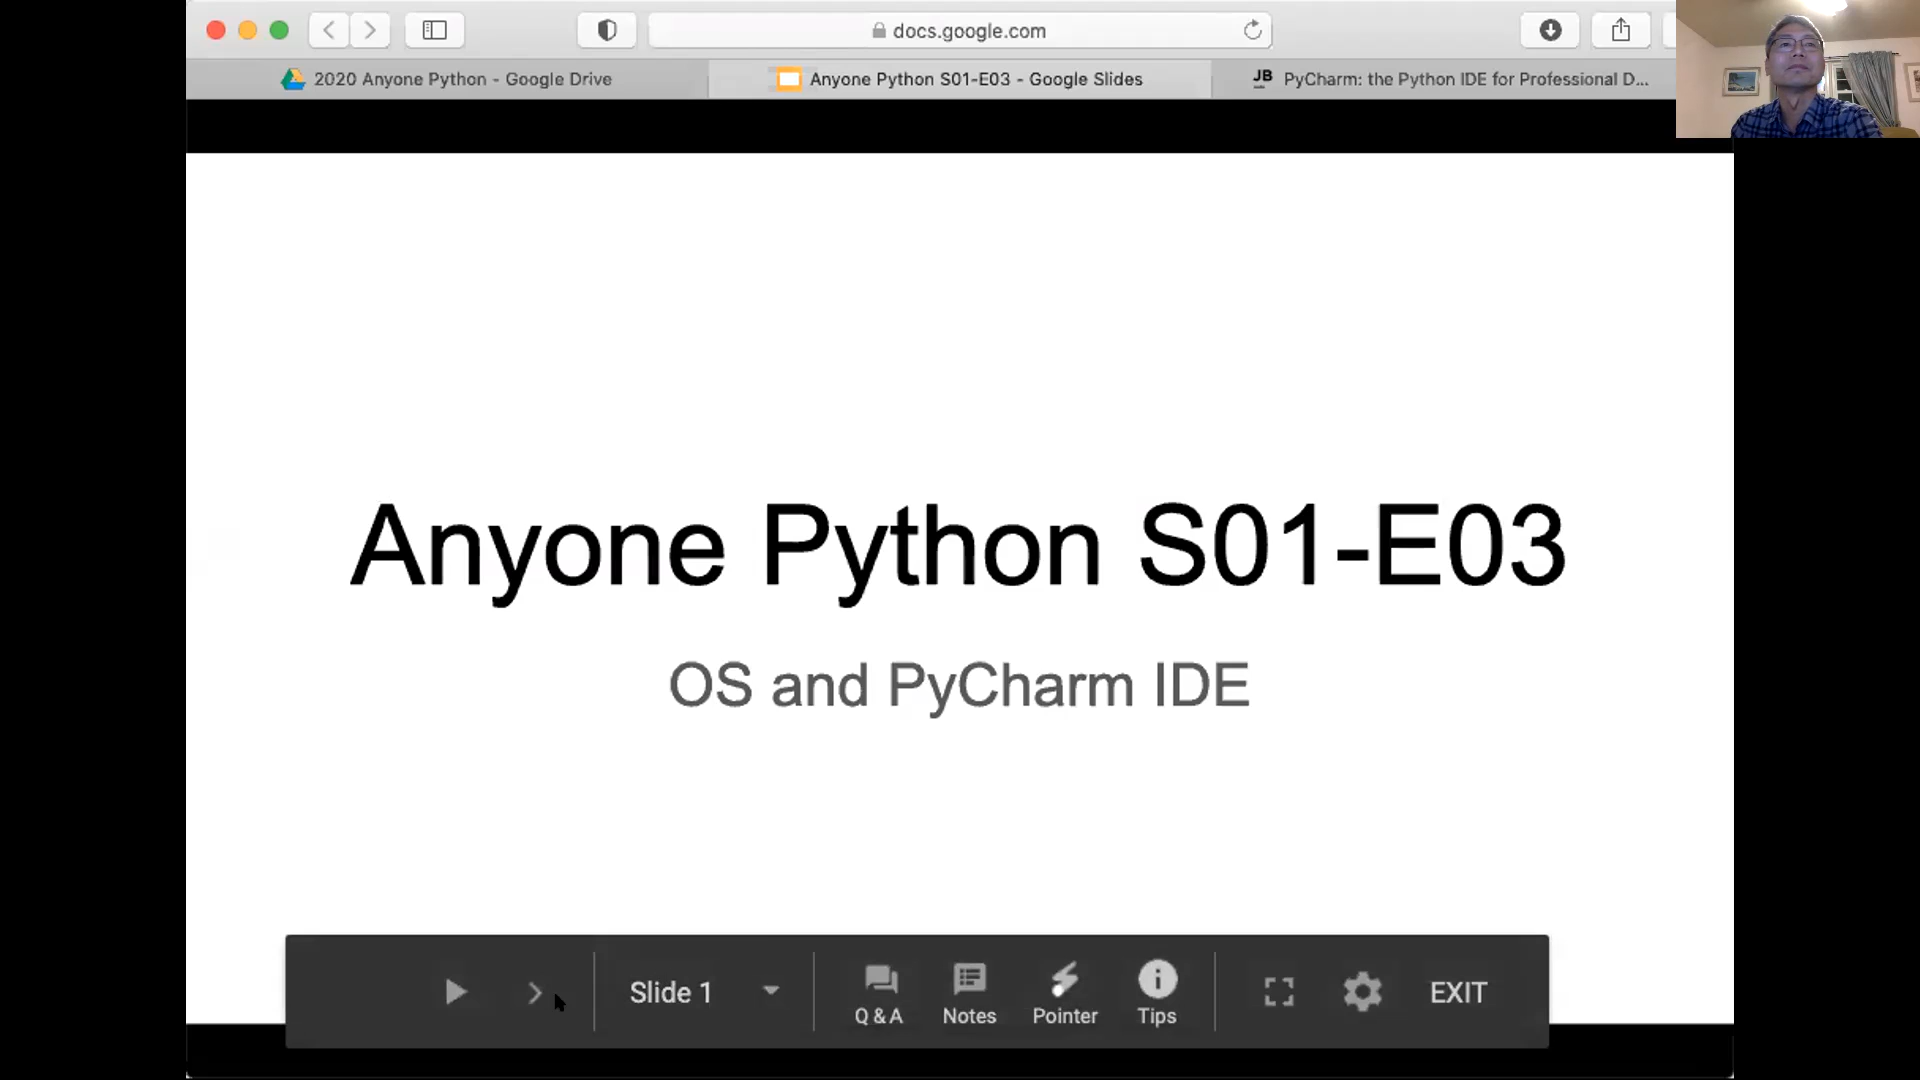 docs.google.com
2020 Anyone Python - Google Drive
Anyone Python S01-E03 - Google Slides
JB PyCharm: the Python IDE for Professional D...
Anyone Python S01-E03
OS and PyCharm IDE
Slide 1
Q & A
Notes
Pointer
Tips
EXIT